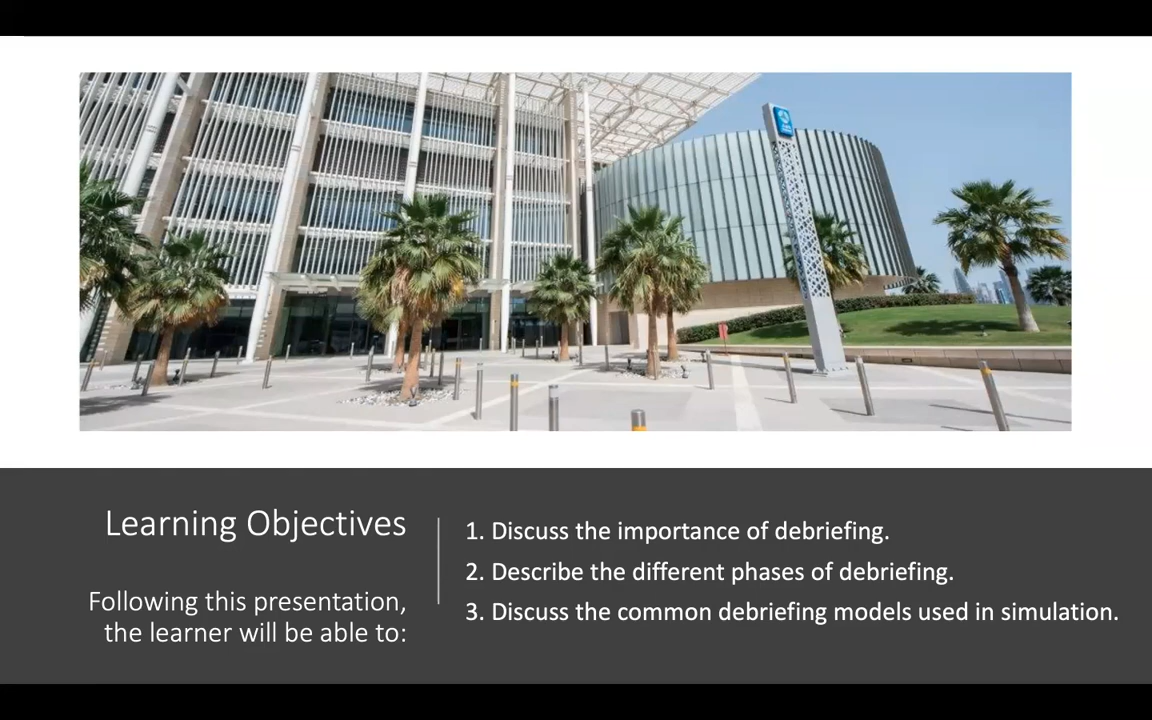 Learning Objectives
Following this presentation,
the learner will be able to:
1. Discuss the importance of debriefing.
2. Describe the different phases of debriefing.
3. Discuss the common debriefing models used in simulation.